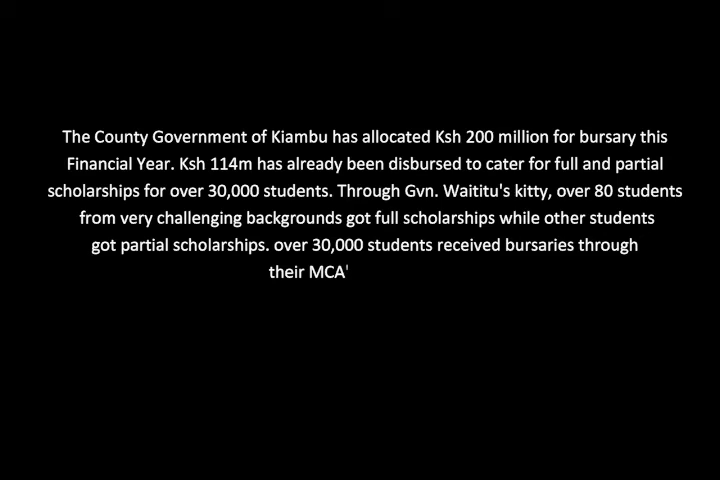 The County Government of Kiambu has allocated Ksh 200 million for bursary this
Financial Year. Ksh 114m has already been disbursed to cater for full and partial
scholarships for over 30,000 students. Through Gvn. Waititu's kitty, over 80 students
from very challenging backgrounds got full scholarships while other students
got partial scholarships. over 30,000 students received bursaries through
their MCA'